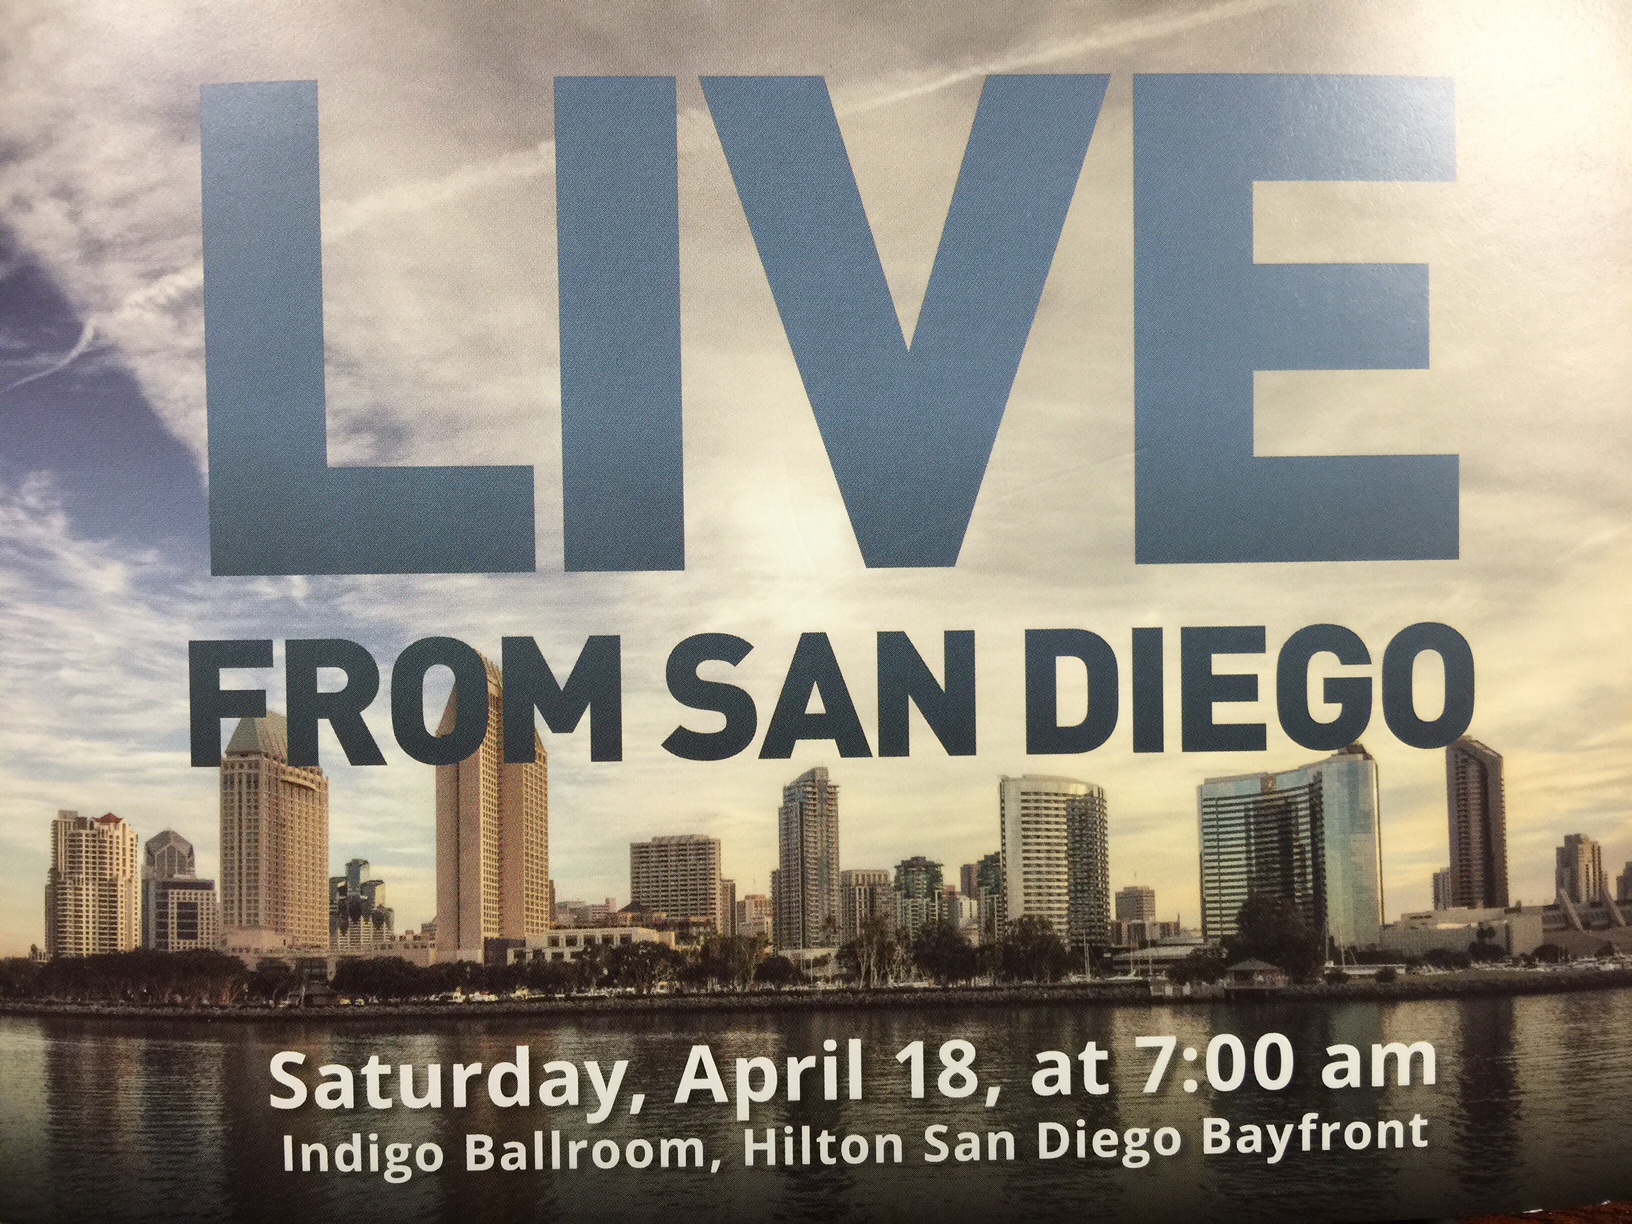 LIVE
FROM SAN DIEGO
Saturday, April 18, at 7:00 am
Indigo Ballroom, Hilton San Diego Bayfront